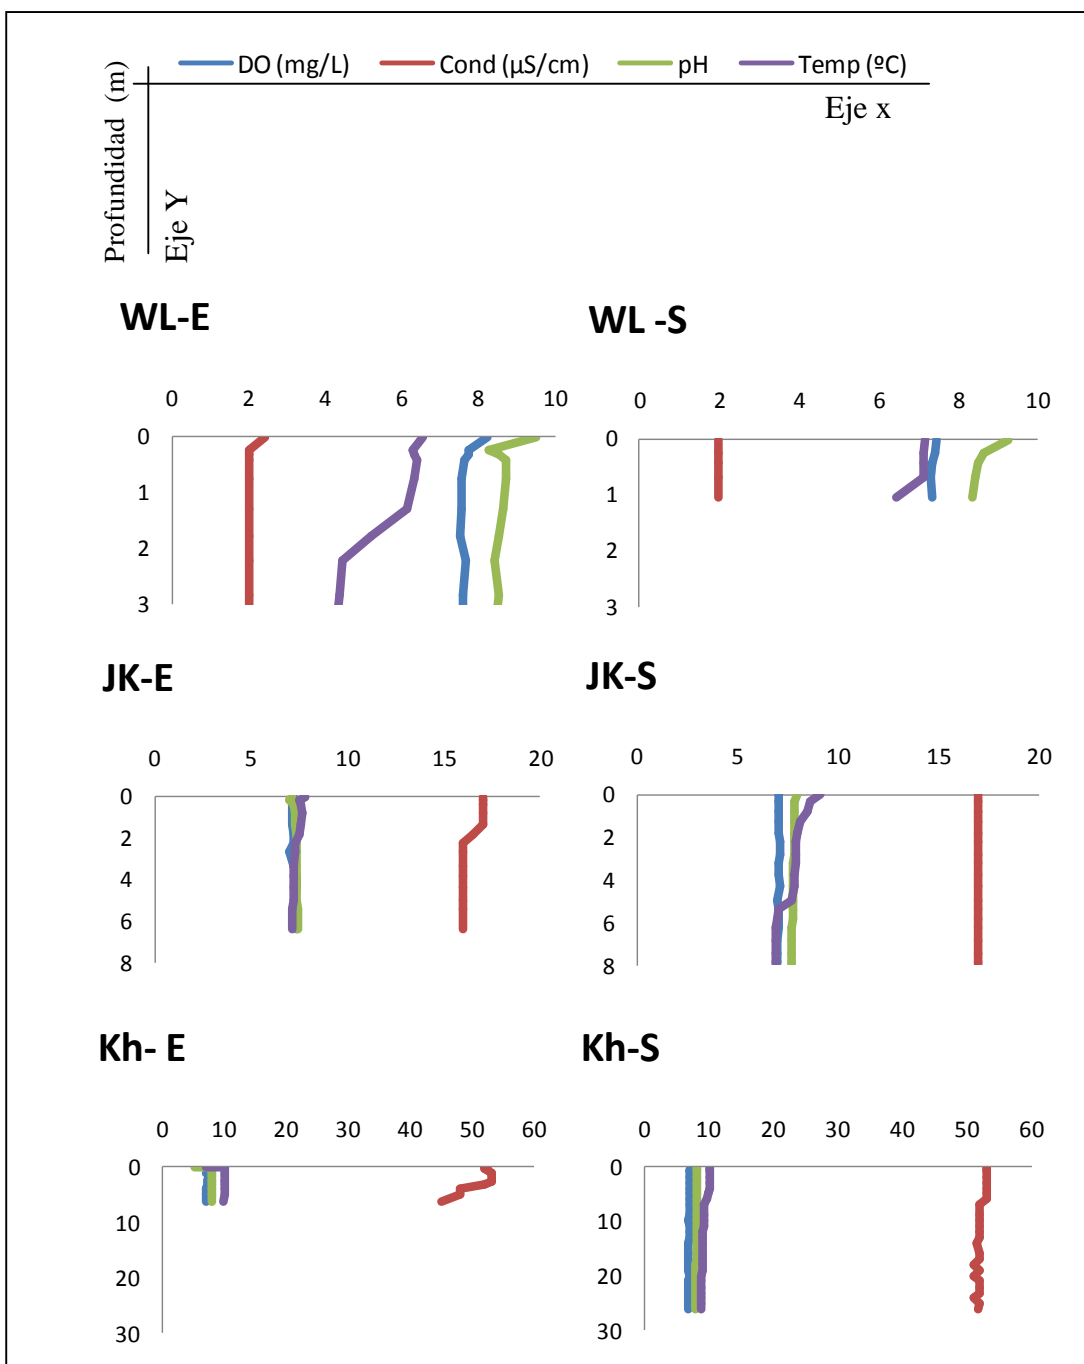 DO (mg/L) Cond (µS/cm) pH Temp (ºC)
Profundidad (m)
Eje x
Eje Y
WL-E
WL -S
0 2 4 6 8 10
0
1
2
3
0 2 4 6 8 10
0
1
2
3
JK-E
JK-S
0 5 10 15 20
0
2
4
6
8
0 5 10 15 20
0
2
4
6
8
Kh- E
Kh-S
0 10 20 30 40 50 60
0
10
20
30
0 10 20 30 40 50 60
0
10
20
30